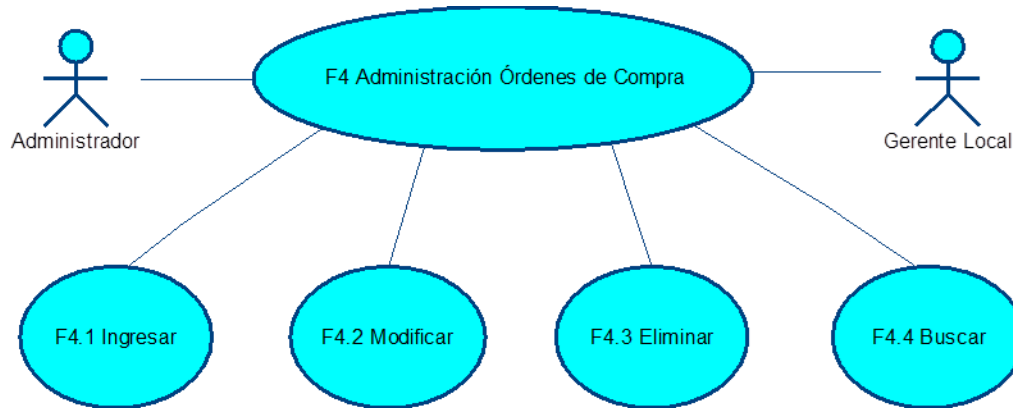 F4 Administración Órdenes de Compra
Administrador
Gerente Local
F4.1 Ingresar
F4.2 Modificar
F4.3 Eliminar
F4.4 Buscar